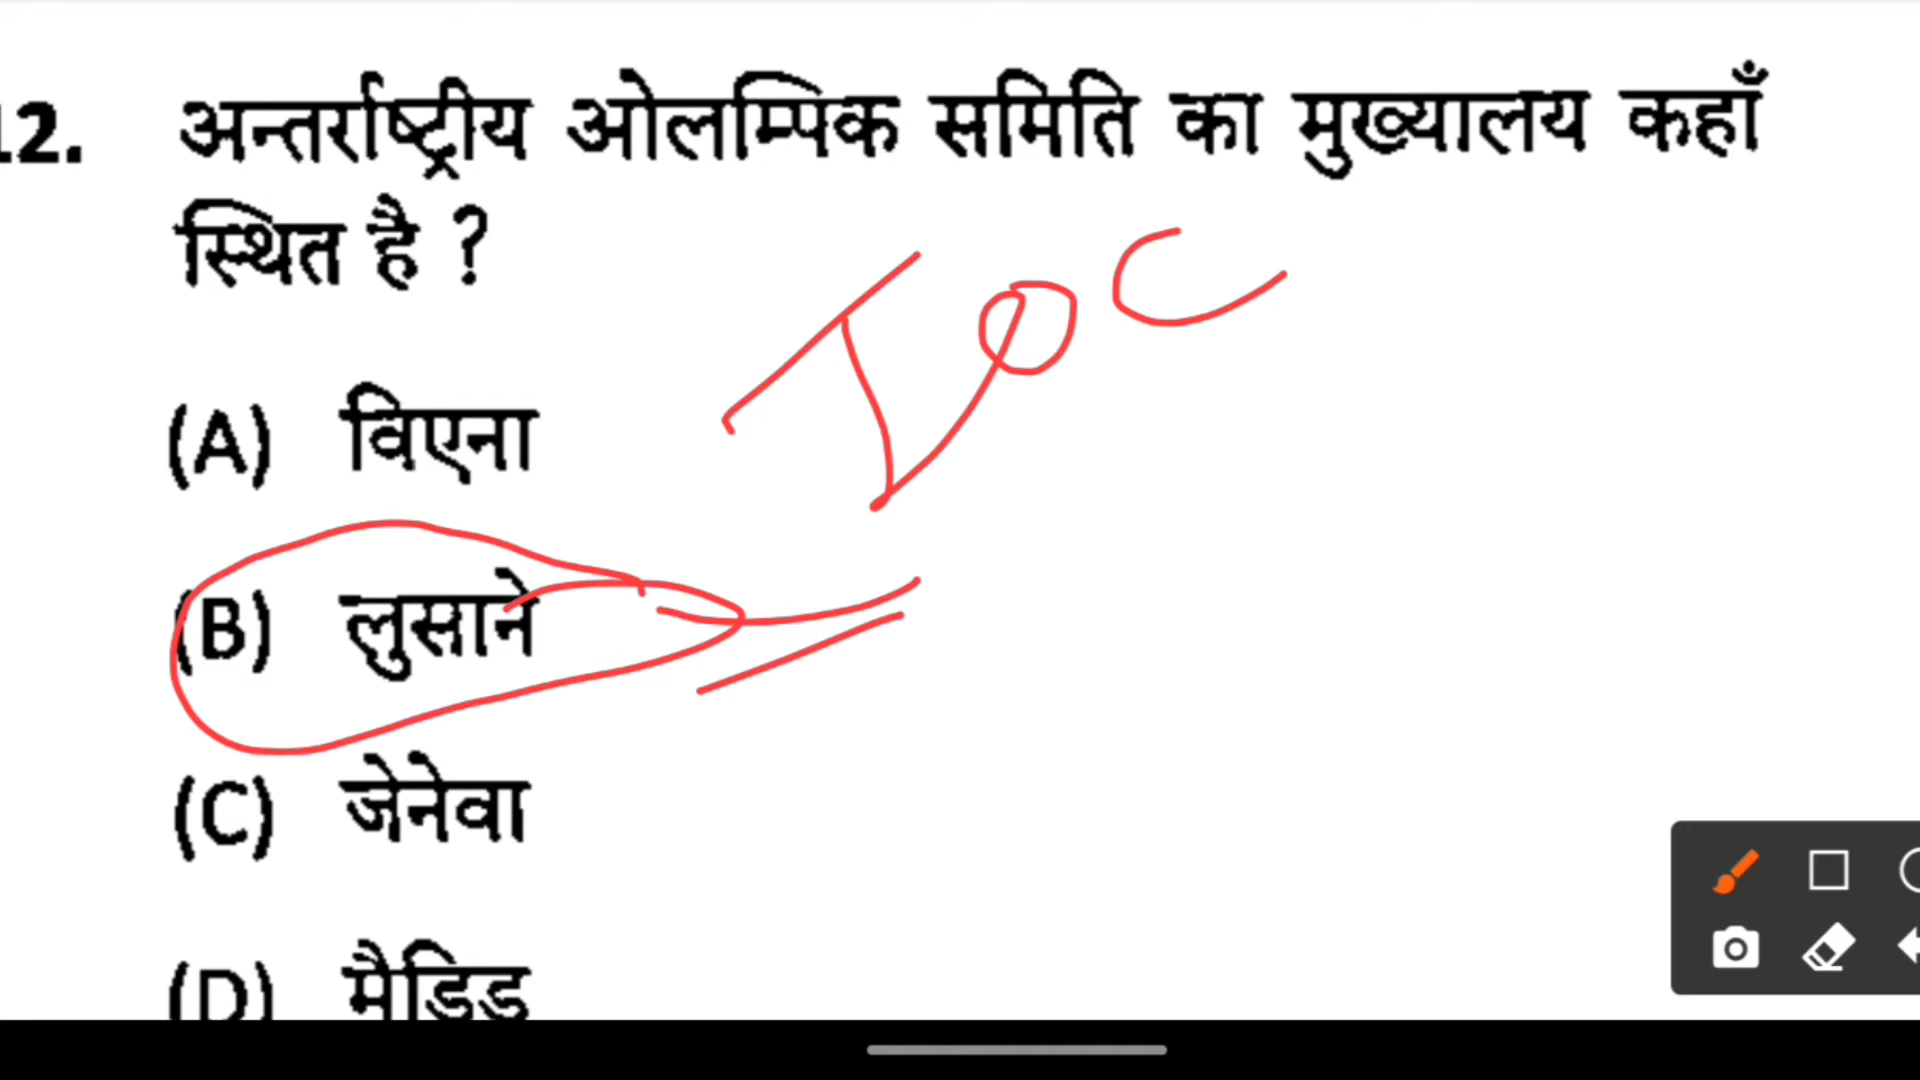 12. अन्तर्राष्ट्रीय ओलम्पिक समिति का मुख्यालय कहाँ
स्थित है ?
IOC
(A) विएना
(B) लुसाने
(C) जेनेवा
(D) मैडिड